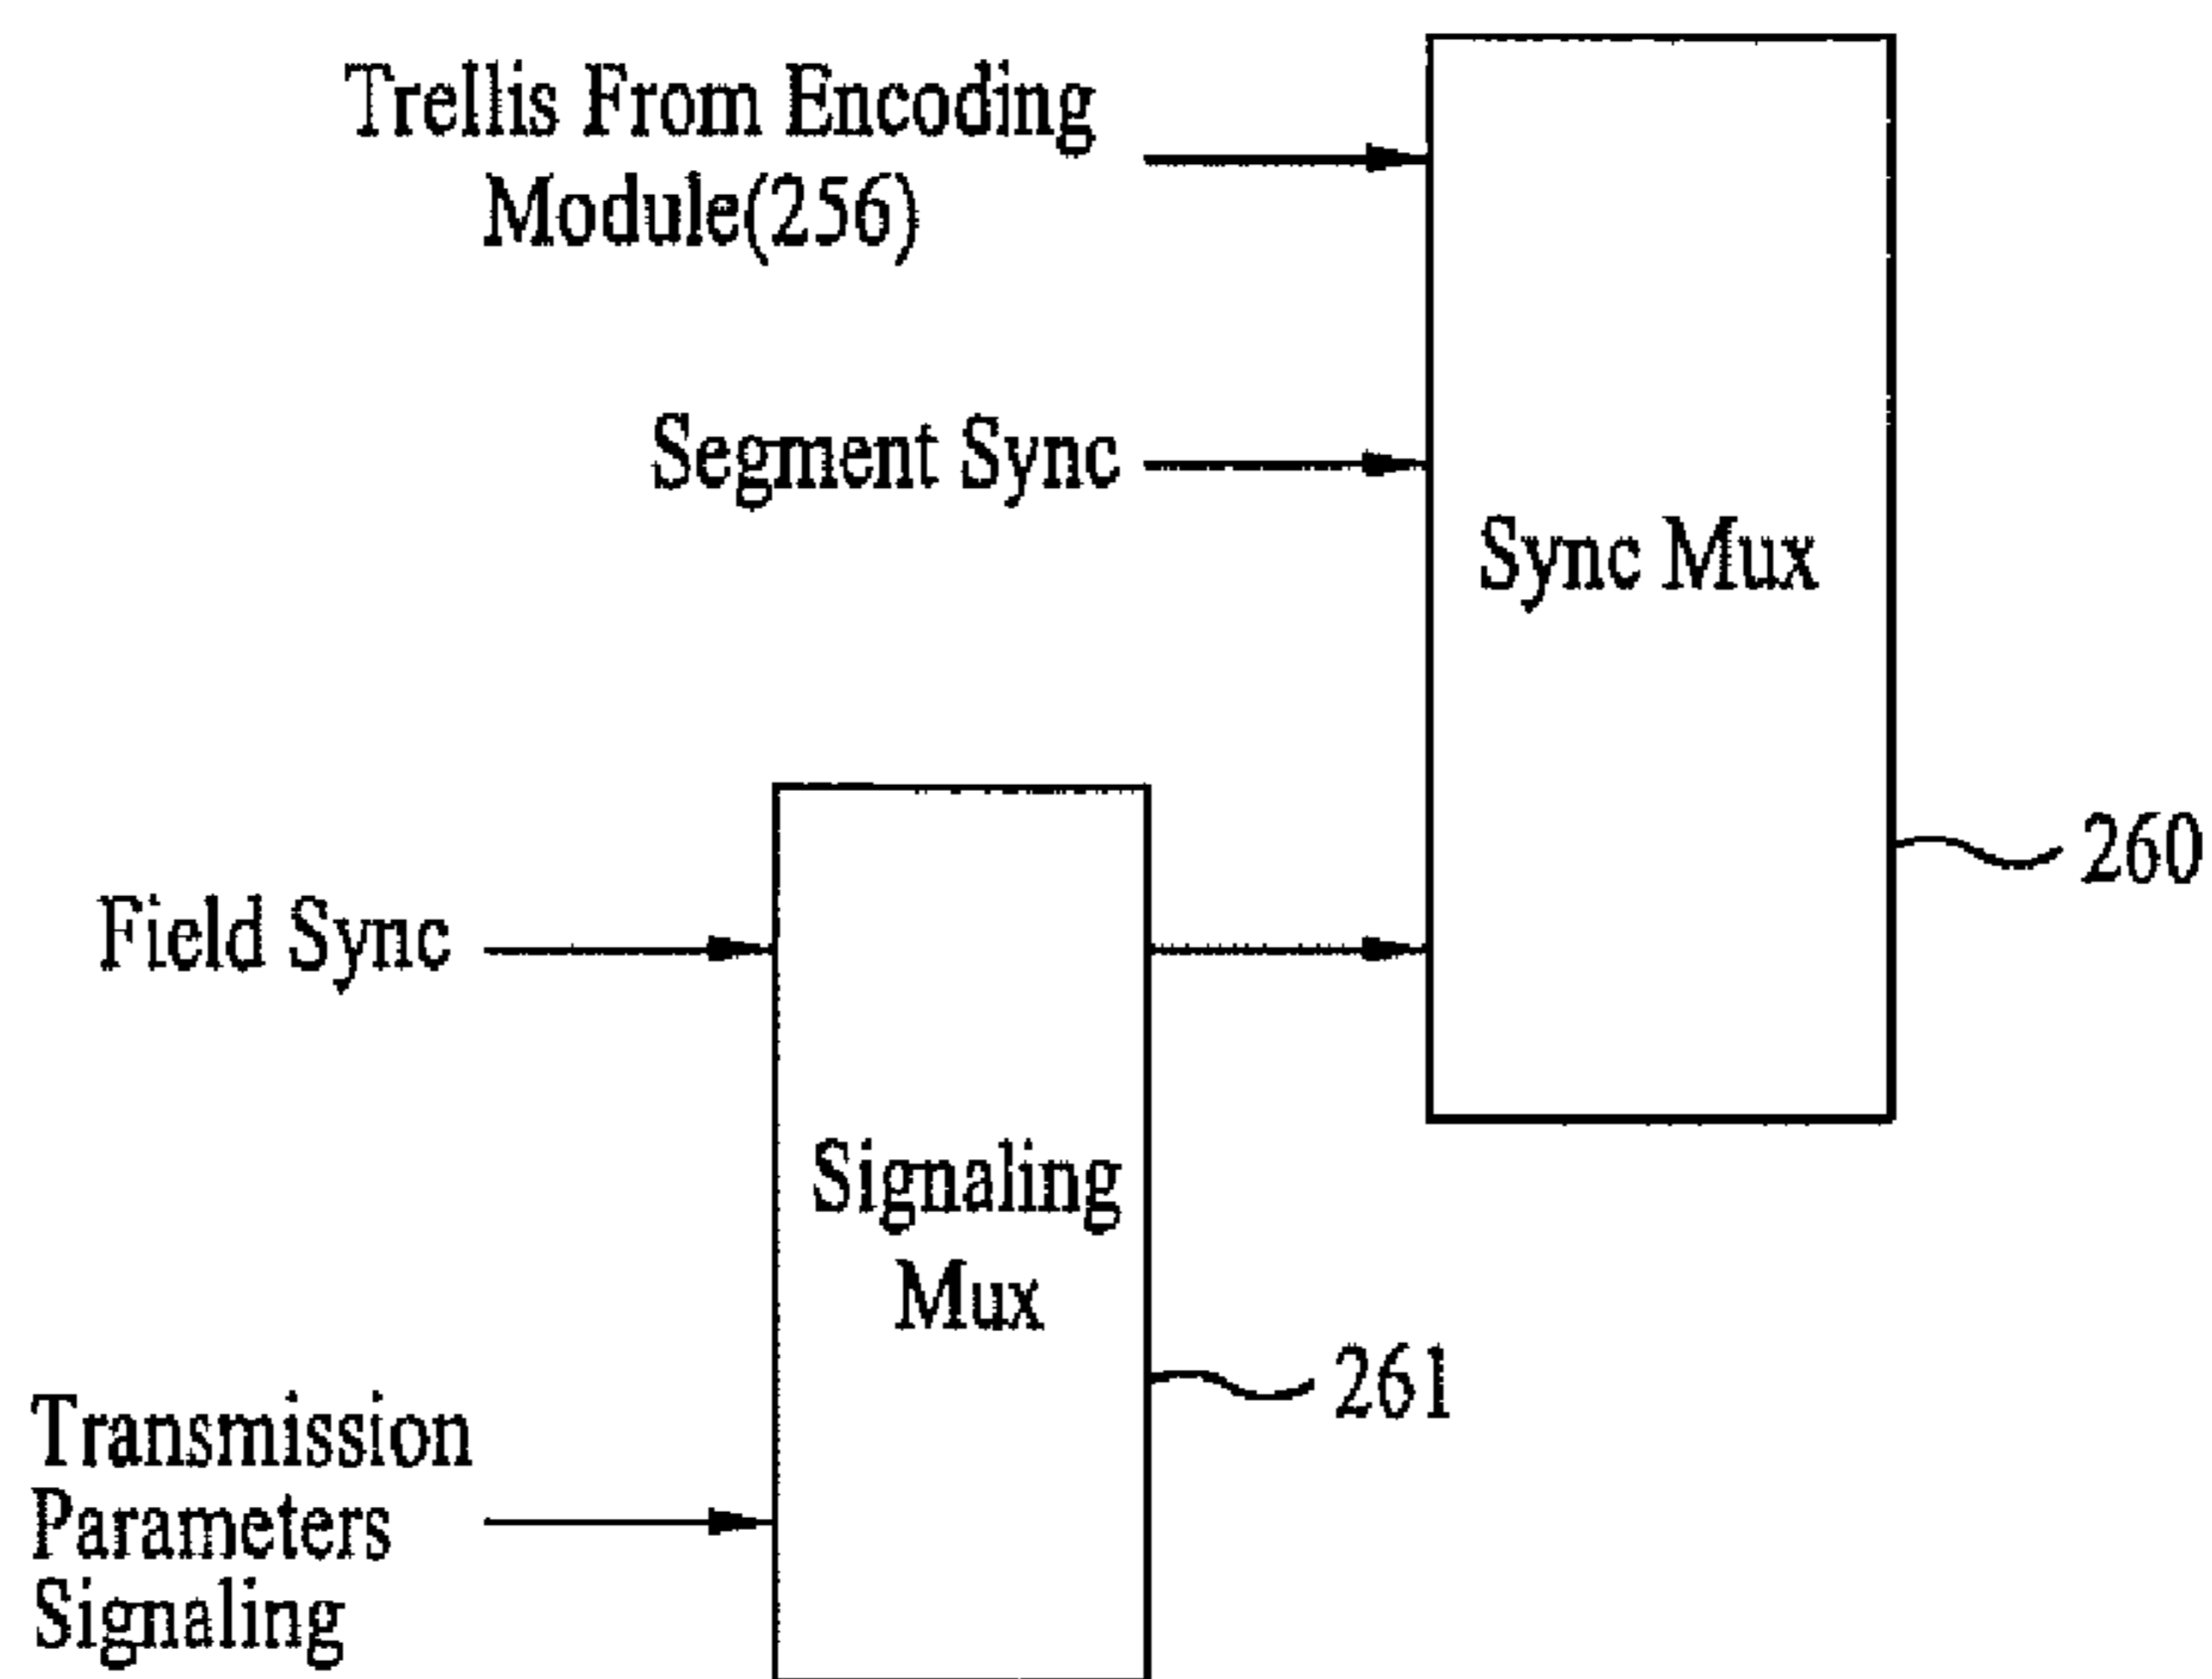 Trellis From Encoding
Module(256)
Segment Sync
Sync Mux
260
Field Sync
Signaling
Mux
261
Transmission
Parameters
Signaling